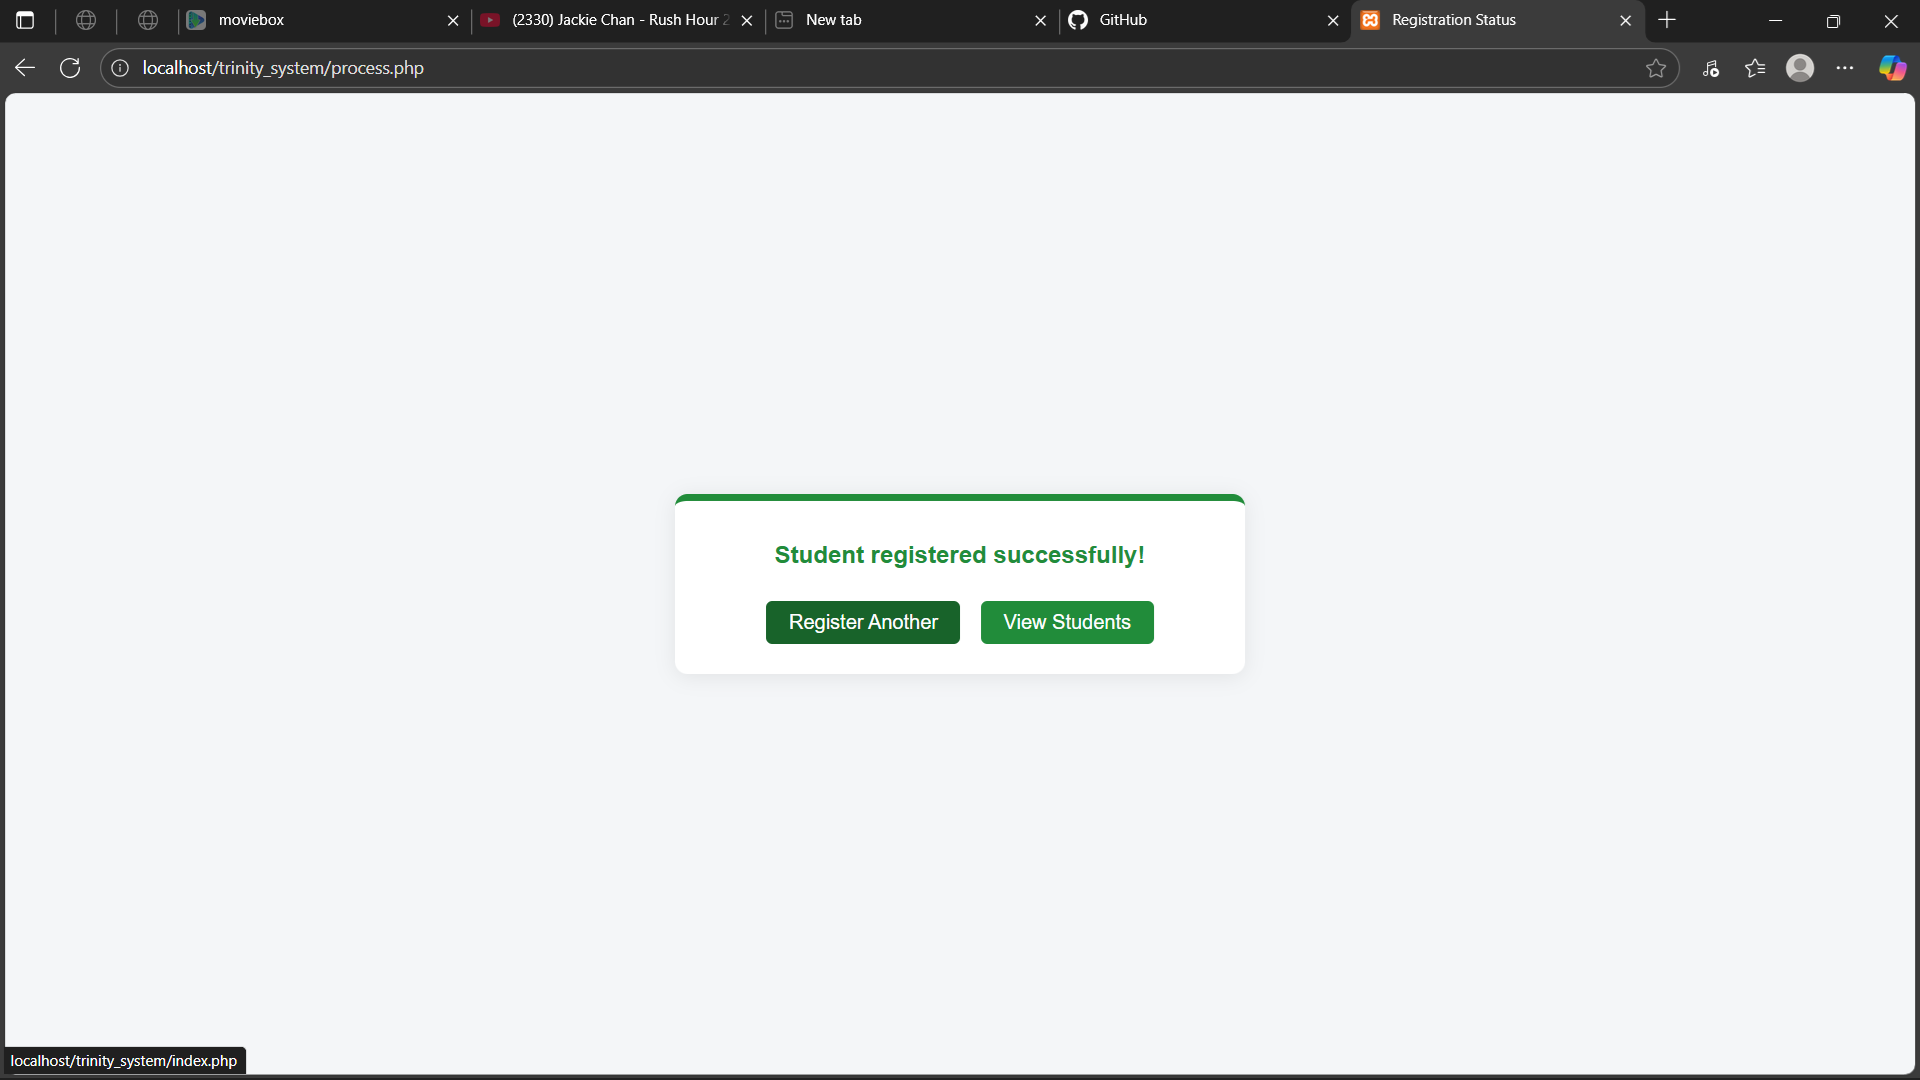 moviebox
(2330) Jackie Chan - Rush Hour 2
New tab
GitHub
Registration Status
localhost/trinity_system/process.php
Student registered successfully!
Register Another
View Students
localhost/trinity_system/index.php